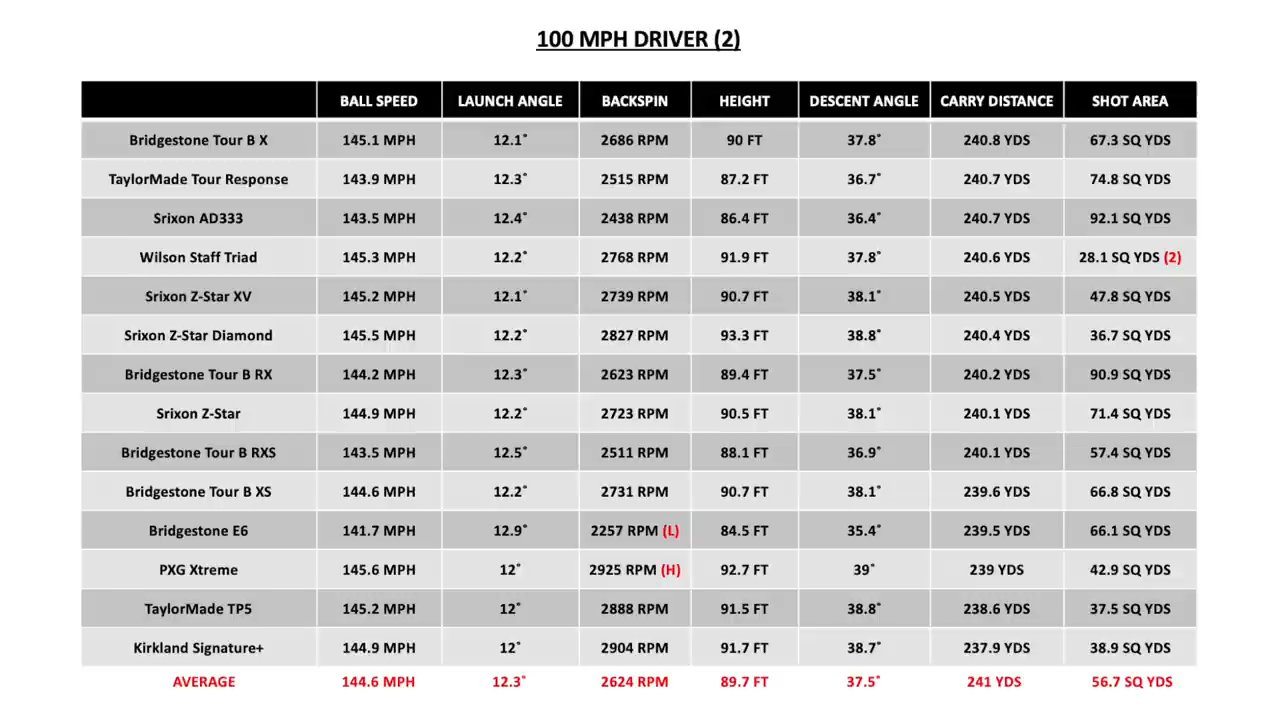 100 MPH DRIVER (2)
BALL SPEED LAUNCH ANGLE BACKSPIN HEIGHT DESCENT ANGLE CARRY DISTANCE SHOT AREA
Bridgestone Tour B X 145.1 MPH 12.1˚ 2686 RPM 90 FT 37.8˚ 240.8 YDS 67.3 SQ YDS
TaylorMade Tour Response 143.9 MPH 12.3˚ 2515 RPM 87.2 FT 36.7˚ 240.7 YDS 74.8 SQ YDS
Srixon AD333 143.5 MPH 12.4˚ 2438 RPM 86.4 FT 36.4˚ 240.7 YDS 92.1 SQ YDS
Wilson Staff Triad 145.3 MPH 12.2˚ 2768 RPM 91.9 FT 37.8˚ 240.6 YDS 28.1 SQ YDS (2)
Srixon Z-Star XV 145.2 MPH 12.1˚ 2739 RPM 90.7 FT 38.1˚ 240.5 YDS 47.8 SQ YDS
Srixon Z-Star Diamond 145.5 MPH 12.2˚ 2827 RPM 93.3 FT 38.8˚ 240.4 YDS 36.7 SQ YDS
Bridgestone Tour B RX 144.2 MPH 12.3˚ 2623 RPM 89.4 FT 37.5˚ 240.2 YDS 90.9 SQ YDS
Srixon Z-Star 144.9 MPH 12.2˚ 2723 RPM 90.5 FT 38.1˚ 240.1 YDS 71.4 SQ YDS
Bridgestone Tour B RXS 143.5 MPH 12.5˚ 2511 RPM 88.1 FT 36.9˚ 240.1 YDS 57.4 SQ YDS
Bridgestone Tour B XS 144.6 MPH 12.2˚ 2731 RPM 90.7 FT 38.1˚ 239.6 YDS 66.8 SQ YDS
Bridgestone E6 141.7 MPH 12.9˚ 2257 RPM (L) 84.5 FT 35.4˚ 239.5 YDS 66.1 SQ YDS
PXG Xtreme 145.6 MPH 12˚ 2925 RPM (H) 92.7 FT 39˚ 239 YDS 42.9 SQ YDS
TaylorMade TP5 145.2 MPH 12˚ 2888 RPM 91.5 FT 38.8˚ 238.6 YDS 37.5 SQ YDS
Kirkland Signature+ 144.9 MPH 12˚ 2904 RPM 91.7 FT 38.7˚ 237.9 YDS 38.9 SQ YDS
AVERAGE 144.6 MPH 12.3˚ 2624 RPM 89.7 FT 37.5˚ 241 YDS 56.7 SQ YDS